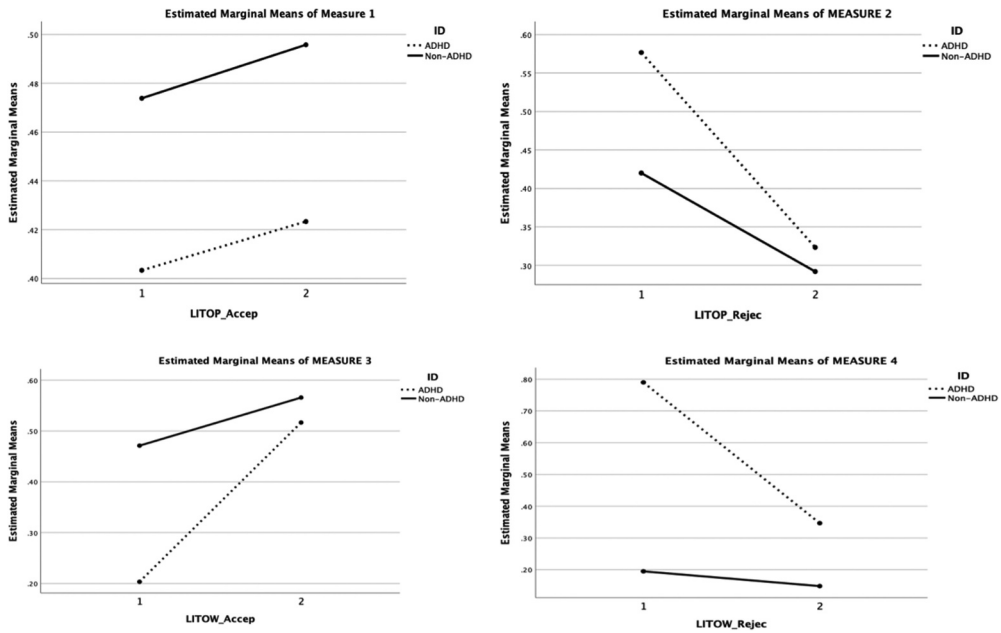 Estimated Marginal Means of Measure 1
ID
ADHD
Non-ADHD
Estimated Marginal Means
.50
.48
.46
.44
.42
.40
1
2
LITOP_Accep
Estimated Marginal Means of MEASURE 2
ID
ADHD
Non-ADHD
Estimated Marginal Means
.60
.55
.50
.45
.40
.35
.30
1
2
LITOP_Rejec
Estimated Marginal Means of MEASURE 3
ID
ADHD
Non-ADHD
Estimated Marginal Means
.60
.50
.40
.30
.20
1
2
LITOW_Accep
Estimated Marginal Means of MEASURE 4
ID
ADHD
Non-ADHD
Estimated Marginal Means
.80
.70
.60
.50
.40
.30
.20
1
2
LITOW_Rejec